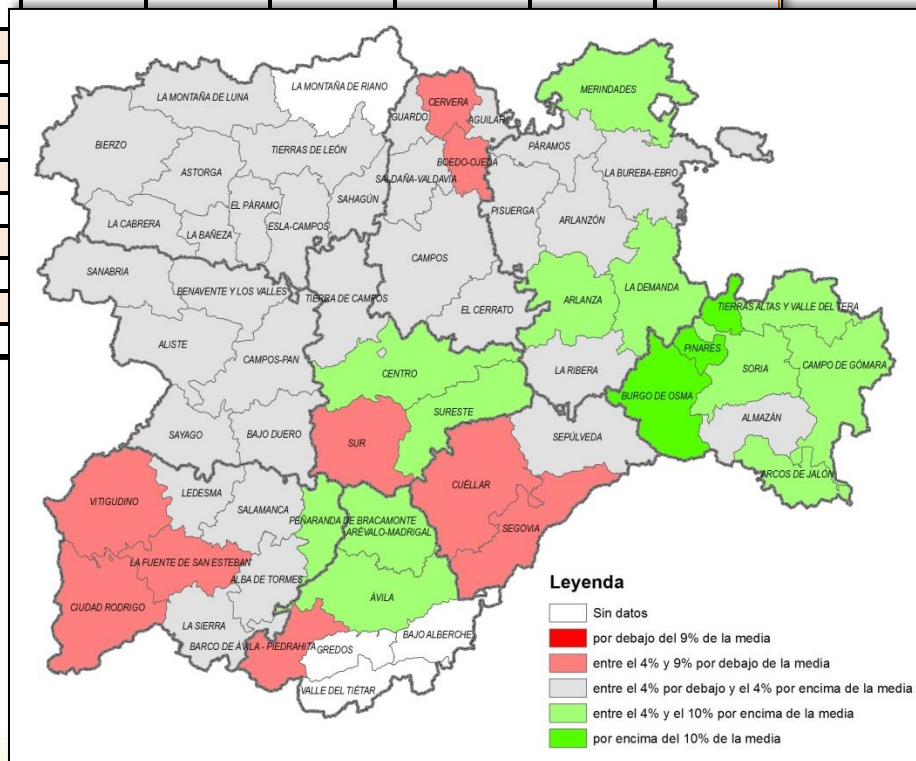 LA MONTAÑA DE RIAÑO
LA MONTAÑA DE LUNA
CERVERA
MERINDADES
GUARDO
AGUILAR
BIERZO
TIERRAS DE LEÓN
PÁRAMOS
ASTORGA
BOEDO-OJEDA
SALDAÑA-VALDAVIA
LA BUREBA-EBRO
SAHAGÚN
EL PÁRAMO
PISUERGA
ARLANZÓN
LA CABRERA
LA BAÑEZA
ESLA-CAMPOS
CAMPOS
SANABRIA
BENAVENTE Y LOS VALLES
TIERRA DE CAMPOS
EL CERRATO
ARLANZA
LA DEMANDA
TIERRAS ALTAS Y VALLE DEL TERA
ALISTE
CAMPOS-PAN
CENTRO
LA RIBERA
PINARES
SORIA
CAMPO DE GÓMARA
SURESTE
BURGO DE OSMA
ALMAZÁN
SAYAGO
BAJO DUERO
SUR
SEPÚLVEDA
ARCOS DE JALÓN
CUÉLLAR
VITIGUDINO
LEDESMA
SALAMANCA
PEÑARANDA DE BRACAMONTE
ARÉVALO-MADRIGAL
SEGOVIA
LA FUENTE DE SAN ESTEBAN
ALBA DE TORMES
CIUDAD RODRIGO
ÁVILA
LA SIERRA
BARCO DE ÁVILA - PIEDRAHITA
BAJO ALBERCHE
GREDOS
VALLE DEL TIÉTAR
Leyenda
Sin datos
por debajo del 9% de la media
entre el 4% y 9% por debajo de la media
entre el 4% por debajo y el 4% por encima de la media
entre el 4% y el 10% por encima de la media
por encima del 10% de la media